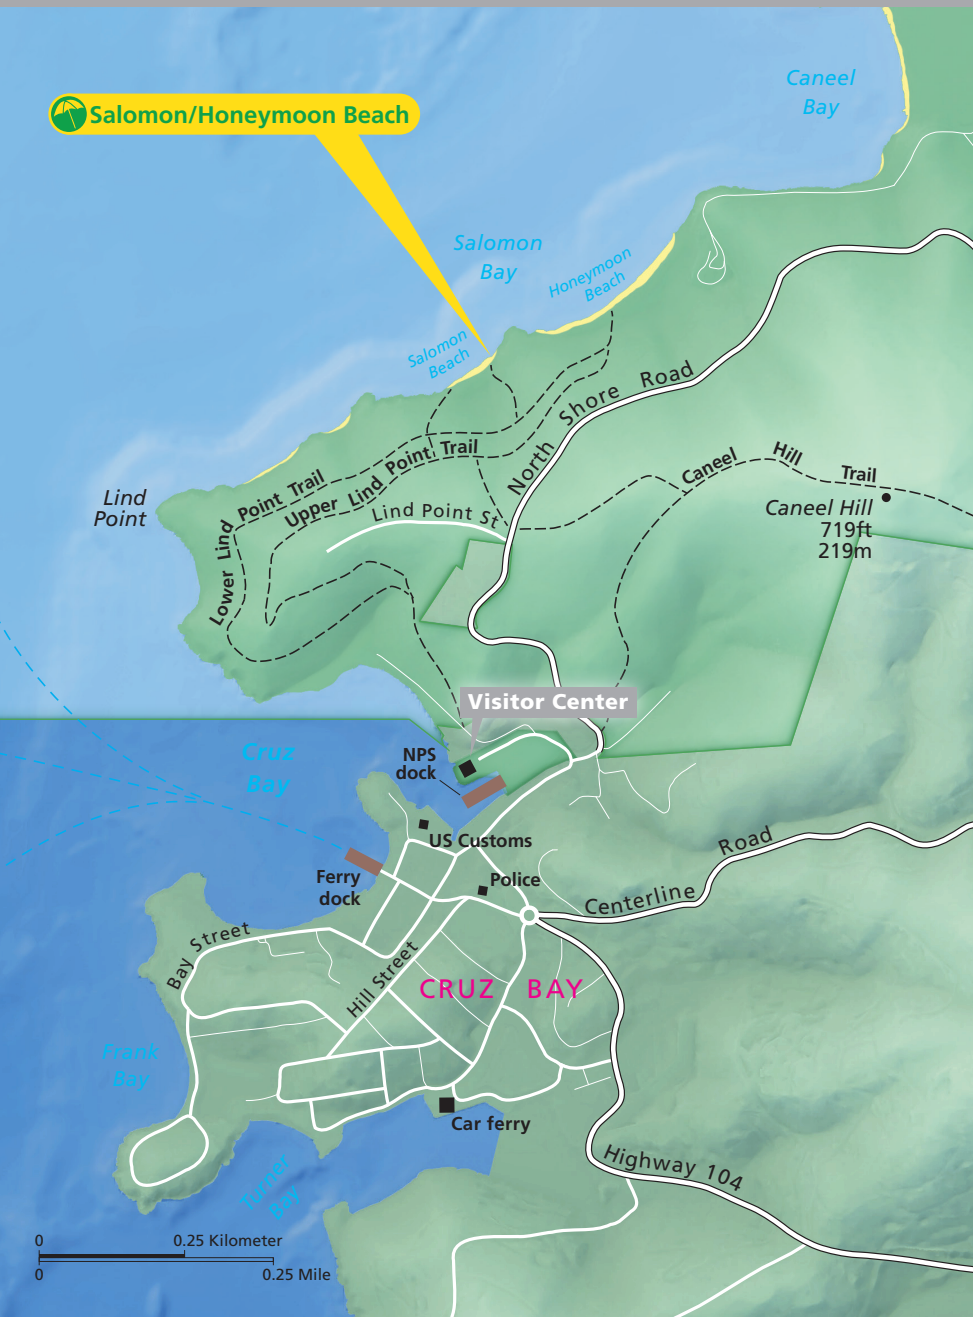 Caneel
Bay
Salomon/Honeymoon Beach
Salomon
Bay
Honeymoon
Beach
Salomon
Beach
North Shore Road
Caneel Hill Trail
Caneel Hill
719ft
219m
Lind
Point
Lower Lind Point Trail
Upper Lind Point Trail
Lind Point St
Visitor Center
Cruz
Bay
NPS
dock
US Customs
Ferry
dock
Police
Centerline Road
Bay Street
Hill Street
CRUZ BAY
Frank
Bay
Car ferry
Turner
Bay
Highway 104
0 0.25 Kilometer
0 0.25 Mile